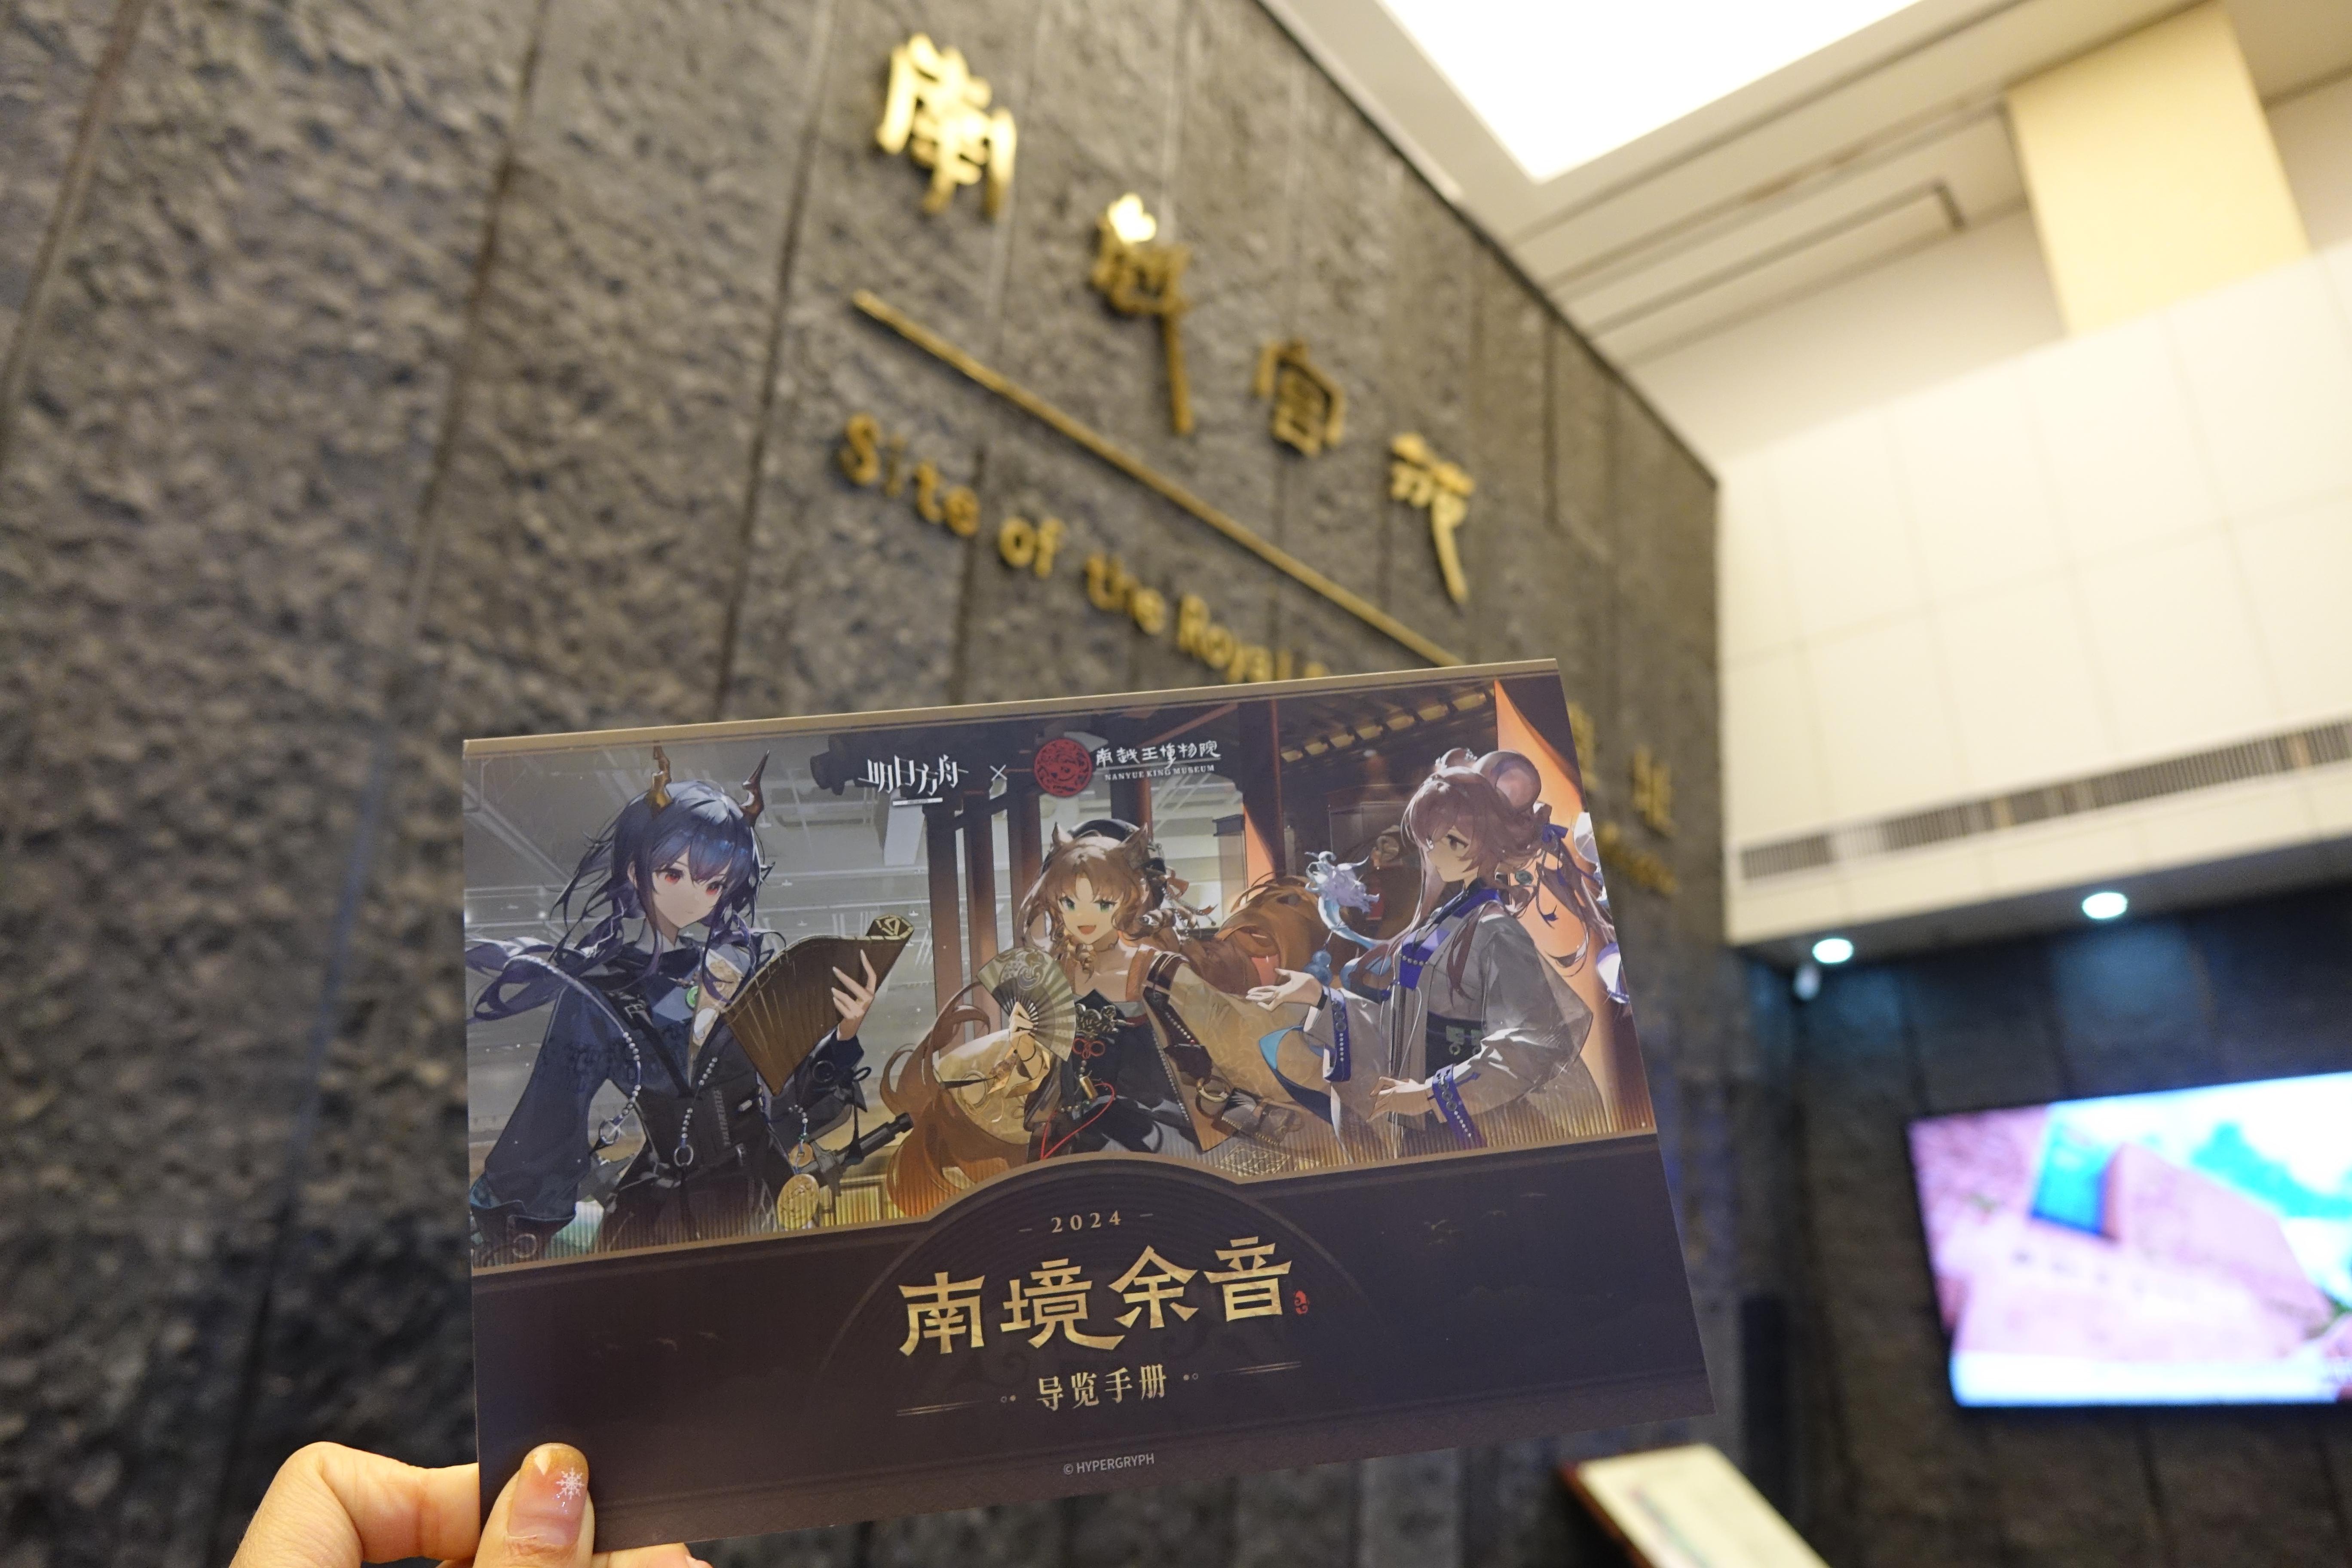 南越宫苑
Site of the Royal
明日方舟 × 南越王博物院
NANYUE KING MUSEUM
2024
南境余音
导览手册
© HYPERGRYPH